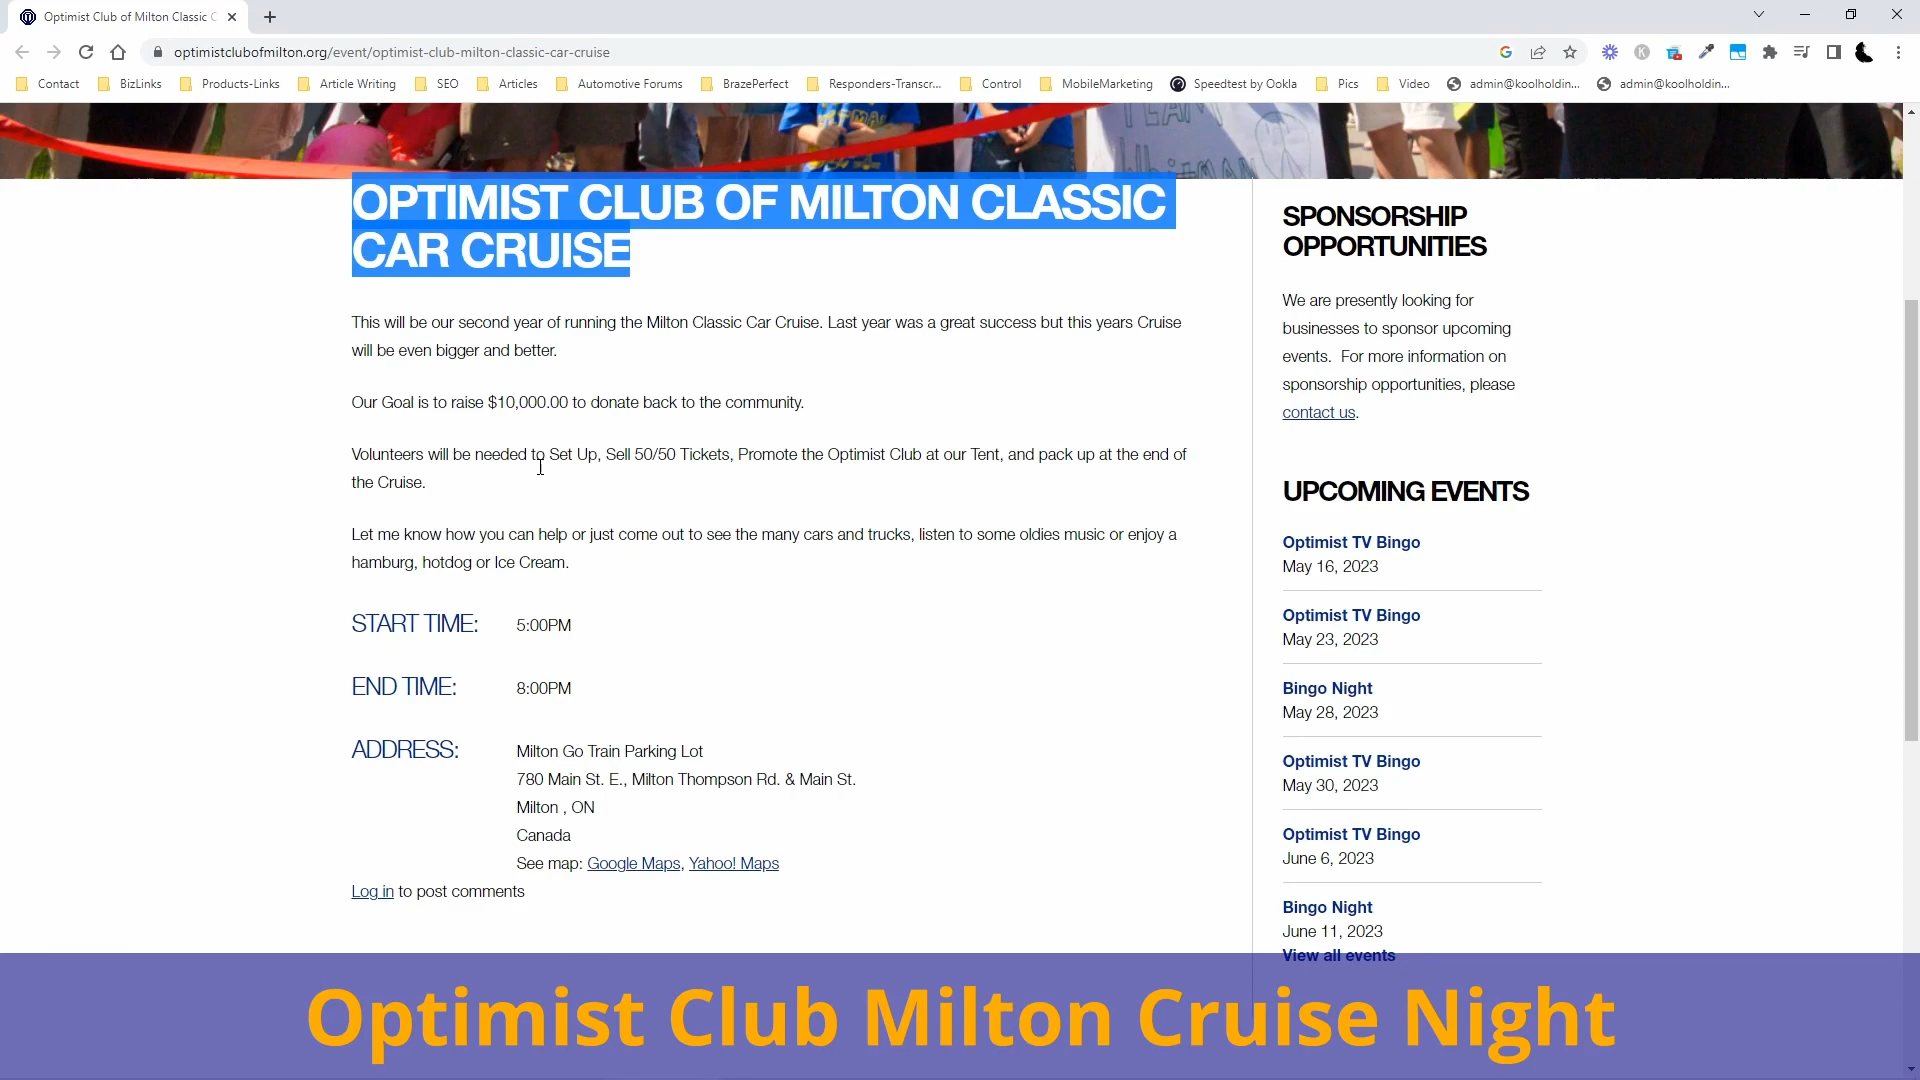 Optimist Club of Milton Classic C
optimistclubofmilton.org/event/optimist-club-milton-classic-car-cruise
Contact
BizLinks
Products-Links
Article Writing
SEO
Articles
Automotive Forums
BrazePerfect
Responders-Transcr...
Control
MobileMarketing
Speedtest by Ookla
Pics
Video
admin@koolholdin...
admin@koolholdin...
TEAM
Whitman
OPTIMIST CLUB OF MILTON CLASSIC
CAR CRUISE
This will be our second year of running the Milton Classic Car Cruise. Last year was a great success but this years Cruise
will be even bigger and better.
Our Goal is to raise $10,000.00 to donate back to the community.
Volunteers will be needed to Set Up, Sell 50/50 Tickets, Promote the Optimist Club at our Tent, and pack up at the end of
the Cruise.
Let me know how you can help or just come out to see the many cars and trucks, listen to some oldies music or enjoy a
hamburg, hotdog or Ice Cream.
START TIME: 5:00PM
END TIME: 8:00PM
ADDRESS: Milton Go Train Parking Lot
780 Main St. E., Milton Thompson Rd. & Main St.
Milton , ON
Canada
See map: Google Maps, Yahoo! Maps
Log in to post comments
SPONSORSHIP
OPPORTUNITIES
We are presently looking for
businesses to sponsor upcoming
events. For more information on
sponsorship opportunities, please
contact us.
UPCOMING EVENTS
Optimist TV Bingo
May 16, 2023
Optimist TV Bingo
May 23, 2023
Bingo Night
May 28, 2023
Optimist TV Bingo
May 30, 2023
Optimist TV Bingo
June 6, 2023
Bingo Night
June 11, 2023
View all events
Optimist Club Milton Cruise Night